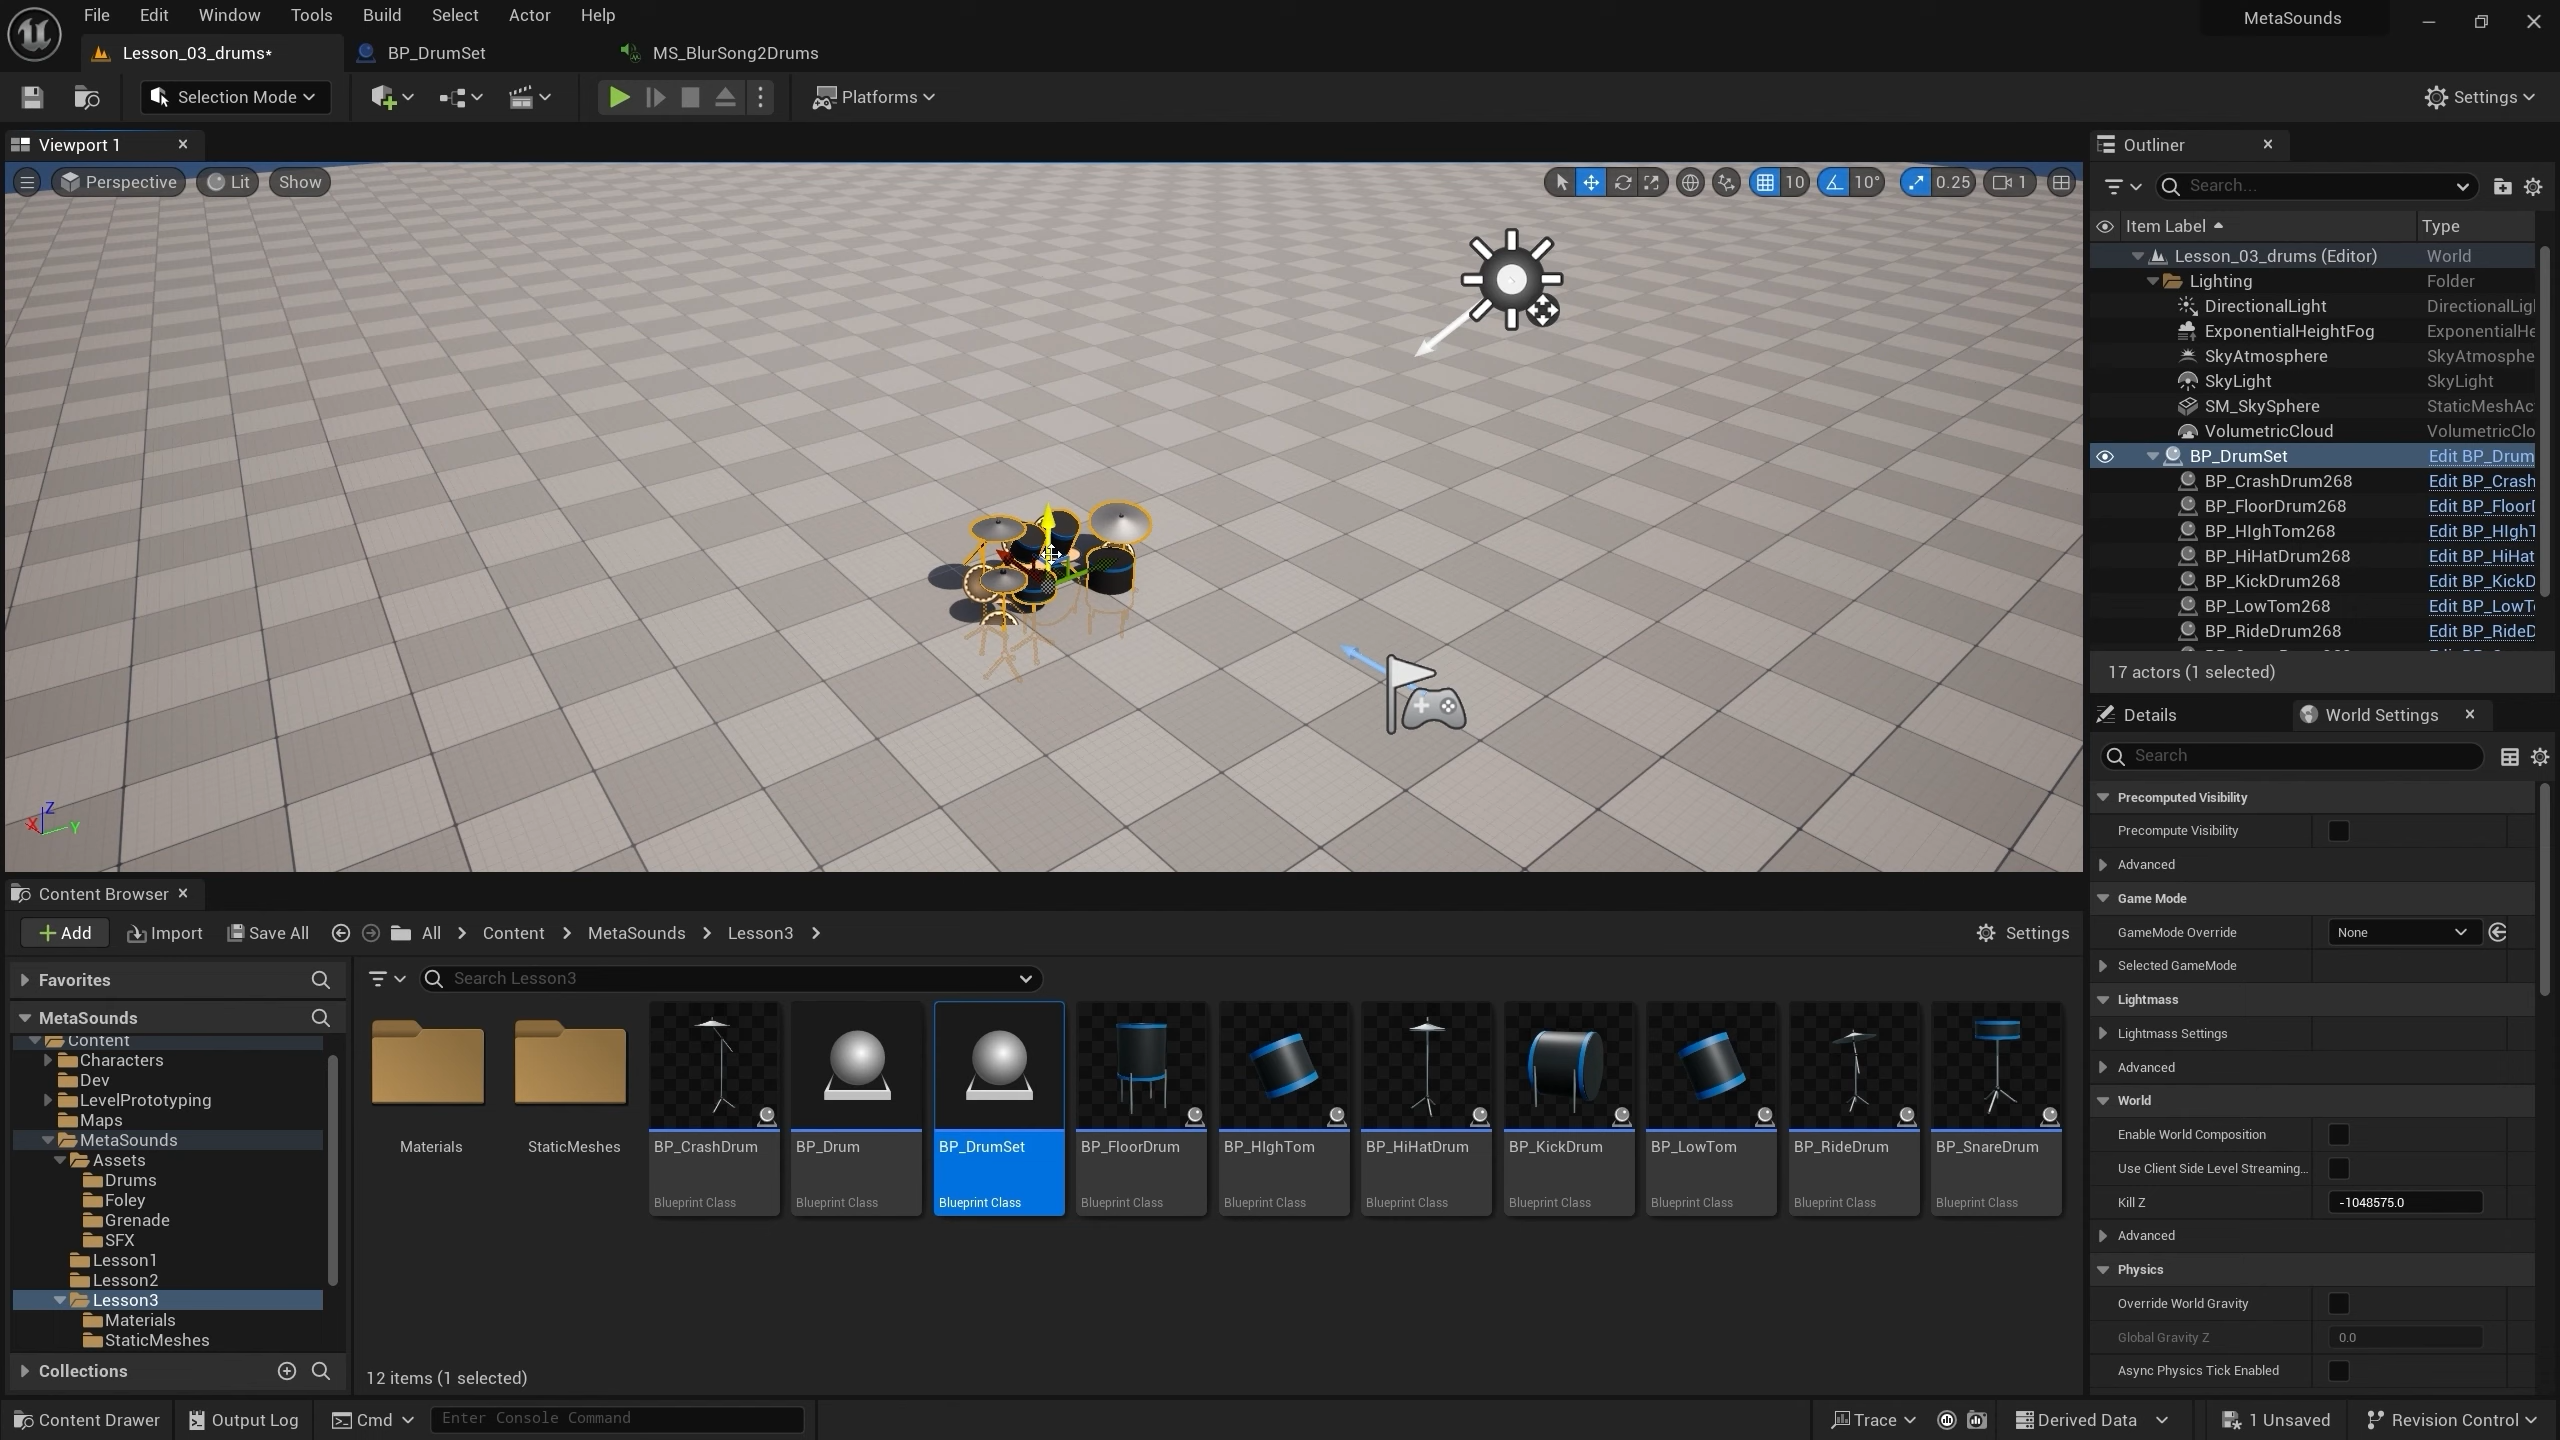 File Edit Window Tools Build Select Actor Help
MetaSounds
Lesson_03_drums*
BP_DrumSet
MS_BlurSong2Drums
Selection Mode
Platforms
Settings
Viewport 1
Perspective
Lit
Show
10
10°
0.25
1
Z
X
Y
Outliner
Search...
Item Label
Type
Lesson_03_drums (Editor) World
Lighting Folder
DirectionalLight DirectionalLig
ExponentialHeightFog ExponentialHe
SkyAtmosphere SkyAtmosphe
SkyLight SkyLight
SM_SkySphere StaticMeshAc
VolumetricCloud VolumetricClo
BP_DrumSet Edit BP_Drum
BP_CrashDrum268 Edit BP_Crash
BP_FloorDrum268 Edit BP_FloorD
BP_HIghTom268 Edit BP_HIghT
BP_HiHatDrum268 Edit BP_HiHat
BP_KickDrum268 Edit BP_KickD
BP_LowTom268 Edit BP_LowT
BP_RideDrum268 Edit BP_RideD
17 actors (1 selected)
Details
World Settings
Search
Precomputed Visibility
Precompute Visibility
Advanced
Game Mode
GameMode Override None
Selected GameMode
Lightmass
Lightmass Settings
Advanced
World
Enable World Composition
Use Client Side Level Streaming...
Kill Z -1048575.0
Advanced
Physics
Override World Gravity
Global Gravity Z 0.0
Async Physics Tick Enabled
Content Browser
Add
Import
Save All
All
Content
MetaSounds
Lesson3
Settings
Favorites
Search Lesson3
MetaSounds
Content
Characters
Dev
LevelPrototyping
Maps
MetaSounds
Assets
Drums
Foley
Grenade
SFX
Lesson1
Lesson2
Lesson3
Materials
StaticMeshes
Collections
Materials
StaticMeshes
BP_CrashDrum
Blueprint Class
BP_Drum
Blueprint Class
BP_DrumSet
Blueprint Class
BP_FloorDrum
Blueprint Class
BP_HIghTom
Blueprint Class
BP_HiHatDrum
Blueprint Class
BP_KickDrum
Blueprint Class
BP_LowTom
Blueprint Class
BP_RideDrum
Blueprint Class
BP_SnareDrum
Blueprint Class
12 items (1 selected)
Content Drawer
Output Log
Cmd
Enter Console Command
Trace
Derived Data
1 Unsaved
Revision Control